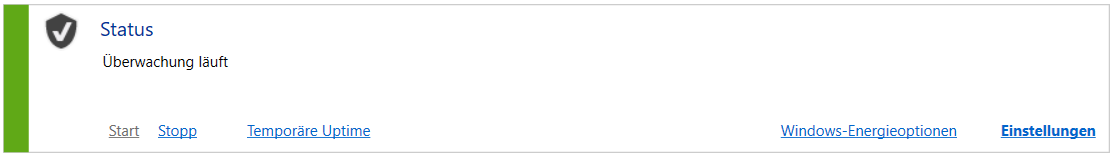 Status
Überwachung läuft
Start Stopp Temporäre Uptime Windows-Energieoptionen Einstellungen